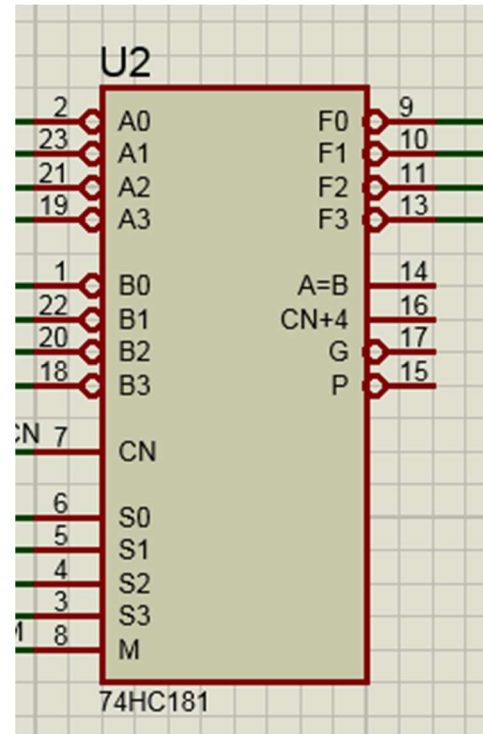 U2
2 A0 F0 9
23 A1 F1 10
21 A2 F2 11
19 A3 F3 13
1 B0 A=B 14
22 B1 CN+4 16
20 B2 G 17
18 B3 P 15
CN 7 CN
6 S0
5 S1
4 S2
3 S3
8 M
74HC181